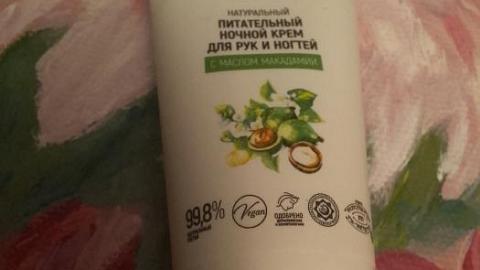 НАТУРАЛЬНЫЙ
ПИТАТЕЛЬНЫЙ
НОЧНОЙ КРЕМ
ДЛЯ РУК И НОГТЕЙ
С МАСЛОМ МАКАДАМИИ
99,8%
Vegan
ОДОБРЕНО